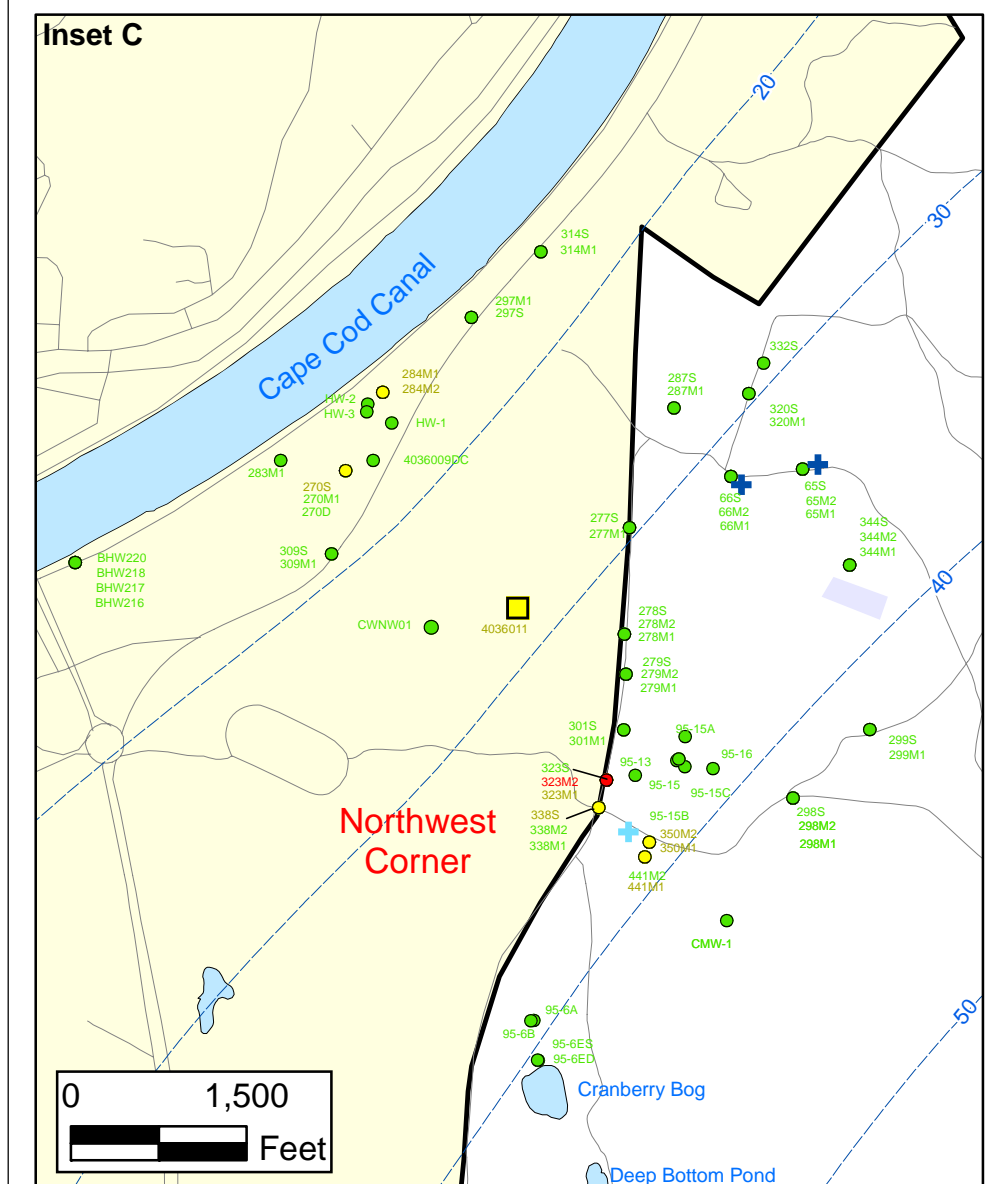 Inset C
20
30
314S
314M1
Cape Cod Canal
297M1
297S
332S
284M1
284M2
287S
287M1
HW-2
HW-3
320S
320M1
HW-1
4036009DC
283M1
270S
270M1
270D
66S
66M2
66M1
65S
65M2
65M1
277S
277M1
344S
344M2
344M1
309S
309M1
BHW220
BHW218
BHW217
BHW216
40
CWNW01
4036011
278S
278M2
278M1
279S
279M2
279M1
301S
301M1
95-15A
299S
299M1
95-13
95-16
323S
323M2
323M1
95-15
95-15C
Northwest
Corner
338S
338M2
338M1
95-15B
298S
298M2
298M1
350M2
350M1
441M2
441M1
CMW-1
50
95-6A
95-6B
95-6ES
95-6ED
Cranberry Bog
0 1,500
Feet
Deep Bottom Pond